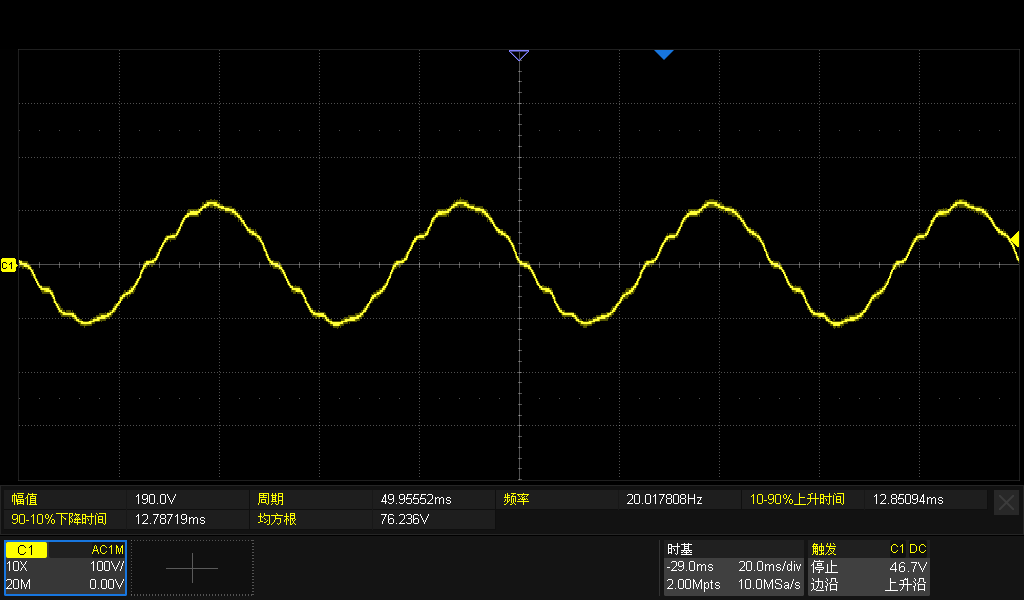 C1
幅值 190.0V 周期 49.95552ms 频率 20.017808Hz 10-90%上升时间 12.85094ms
90-10%下降时间 12.78719ms 均方根 76.236V
C1 AC1M
10X 100V/
20M 0.00V
时基
-29.0ms 20.0ms/div
2.00Mpts 10.0MSa/s
触发 C1 DC
停止 46.7V
边沿 上升沿